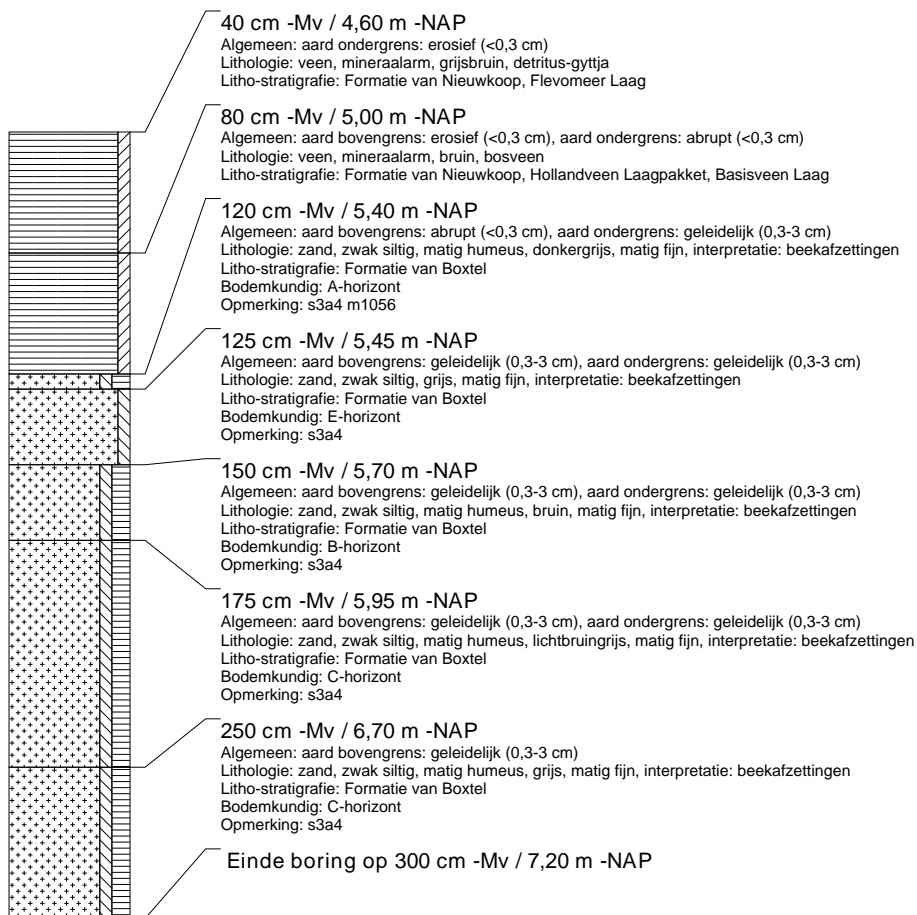 40 cm -Mv / 4,60 m -NAP
Algemeen: aard ondergrens: erosief (<0,3 cm)
Lithologie: veen, mineraalarm, grijsbruin, detritus-gyttja
Litho-stratigrafie: Formatie van Nieuwkoop, Flevomeer Laag
80 cm -Mv / 5,00 m -NAP
Algemeen: aard bovengrens: erosief (<0,3 cm), aard ondergrens: abrupt (<0,3 cm)
Lithologie: veen, mineraalarm, bruin, bosveen
Litho-stratigrafie: Formatie van Nieuwkoop, Hollandveen Laagpakket, Basisveen Laag
120 cm -Mv / 5,40 m -NAP
Algemeen: aard bovengrens: abrupt (<0,3 cm), aard ondergrens: geleidelijk (0,3-3 cm)
Lithologie: zand, zwak siltig, matig humeus, donkergrijs, matig fijn, interpretatie: beekafzettingen
Litho-stratigrafie: Formatie van Boxtel
Bodemkundig: A-horizont
Opmerking: s3a4 m1056
125 cm -Mv / 5,45 m -NAP
Algemeen: aard bovengrens: geleidelijk (0,3-3 cm), aard ondergrens: geleidelijk (0,3-3 cm)
Lithologie: zand, zwak siltig, grijs, matig fijn, interpretatie: beekafzettingen
Litho-stratigrafie: Formatie van Boxtel
Bodemkundig: E-horizont
Opmerking: s3a4
150 cm -Mv / 5,70 m -NAP
Algemeen: aard bovengrens: geleidelijk (0,3-3 cm), aard ondergrens: geleidelijk (0,3-3 cm)
Lithologie: zand, zwak siltig, matig humeus, bruin, matig fijn, interpretatie: beekafzettingen
Litho-stratigrafie: Formatie van Boxtel
Bodemkundig: B-horizont
Opmerking: s3a4
175 cm -Mv / 5,95 m -NAP
Algemeen: aard bovengrens: geleidelijk (0,3-3 cm), aard ondergrens: geleidelijk (0,3-3 cm)
Lithologie: zand, zwak siltig, matig humeus, lichtbruingrijs, matig fijn, interpretatie: beekafzettingen
Litho-stratigrafie: Formatie van Boxtel
Bodemkundig: C-horizont
Opmerking: s3a4
250 cm -Mv / 6,70 m -NAP
Algemeen: aard bovengrens: geleidelijk (0,3-3 cm)
Lithologie: zand, zwak siltig, matig humeus, grijs, matig fijn, interpretatie: beekafzettingen
Litho-stratigrafie: Formatie van Boxtel
Bodemkundig: C-horizont
Opmerking: s3a4
Einde boring op 300 cm -Mv / 7,20 m -NAP